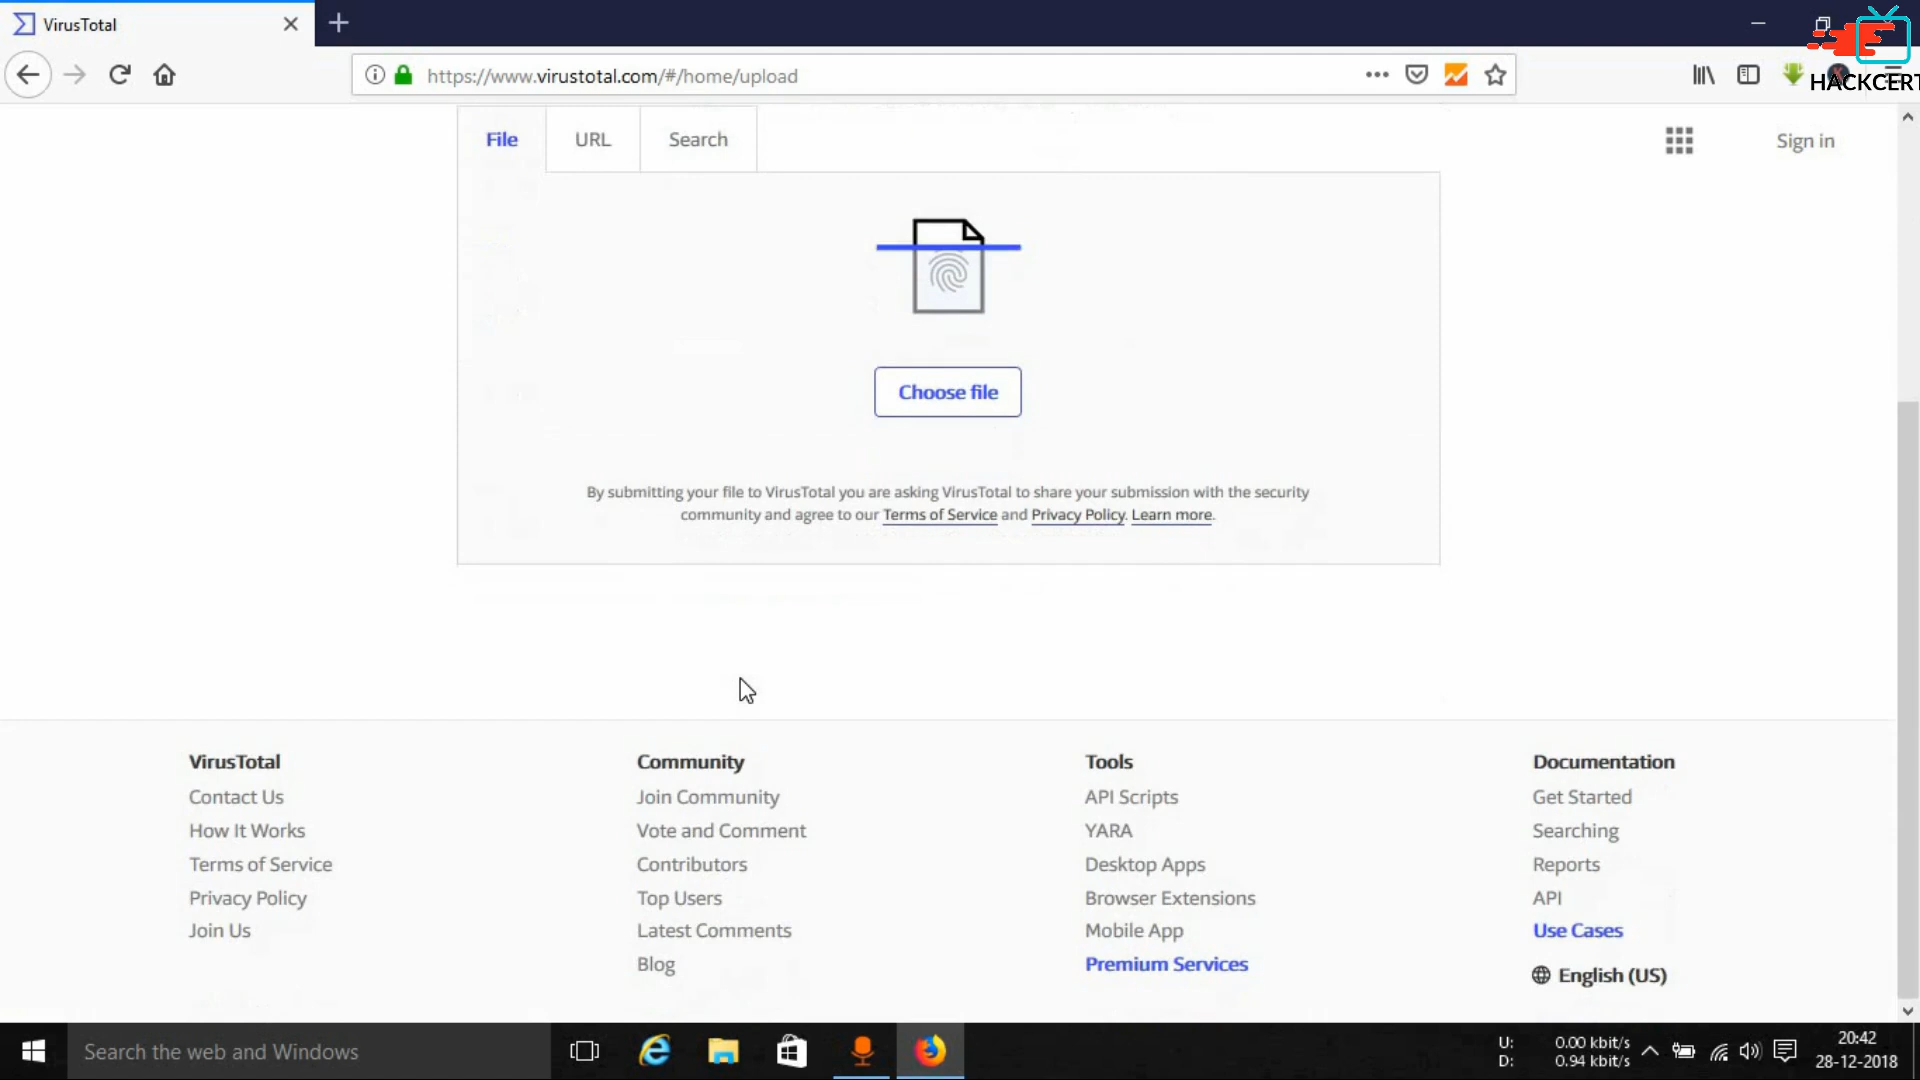 VirusTotal
https://www.virustotal.com/#/home/upload
HACKCERT
File
URL
Search
Sign in
Choose file
By submitting your file to VirusTotal you are asking VirusTotal to share your submission with the security
community and agree to our Terms of Service and Privacy Policy. Learn more.
VirusTotal
Contact Us
How It Works
Terms of Service
Privacy Policy
Join Us
Community
Join Community
Vote and Comment
Contributors
Top Users
Latest Comments
Blog
Tools
API Scripts
YARA
Desktop Apps
Browser Extensions
Mobile App
Premium Services
Documentation
Get Started
Searching
Reports
API
Use Cases
English (US)
Search the web and Windows
U: 0.00 kbit/s
D: 0.94 kbit/s
20:42
28-12-2018